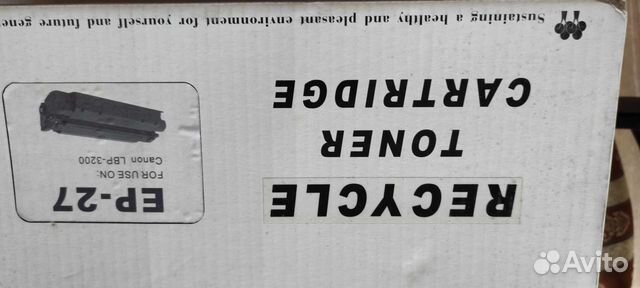 RECYCLE
TONER
CARTRIDGE
EP-27
FOR USE ON:
Canon LBP-3200
Sustaining a healthy and pleasant environment for yourself and future
Avito